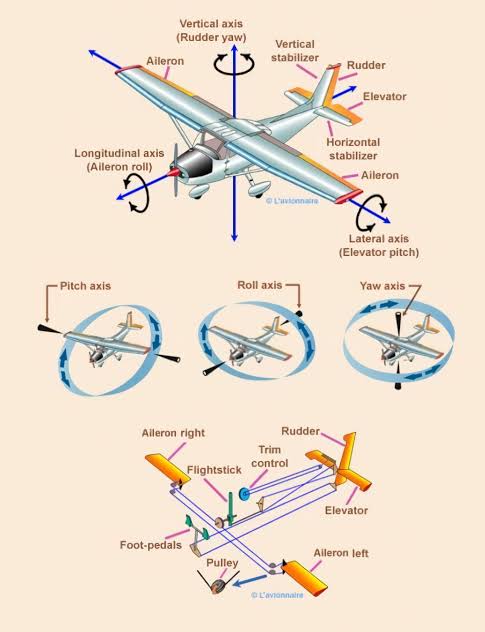 Vertical axis
(Rudder yaw)
Vertical
stabilizer
Aileron
Rudder
Elevator
Longitudinal axis
(Aileron roll)
Horizontal
stabilizer
Aileron
© L'avionnaire
Lateral axis
(Elevator pitch)
Pitch axis
Roll axis
Yaw axis
Aileron right
Rudder
Trim
control
Flightstick
Elevator
Foot-pedals
Aileron left
Pulley
© L'avionnaire